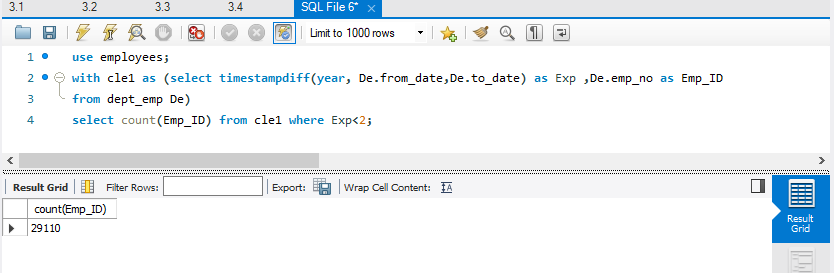 3.1 3.2 3.3 3.4 SQL File 6* ×
Limit to 1000 rows
1 use employees;
2 with cle1 as (select timestampdiff(year, De.from_date,De.to_date) as Exp ,De.emp_no as Emp_ID
3 from dept_emp De)
4 select count(Emp_ID) from cle1 where Exp<2;
Result Grid Filter Rows: Export: Wrap Cell Content:
count(Emp_ID)
29110
Result
Grid